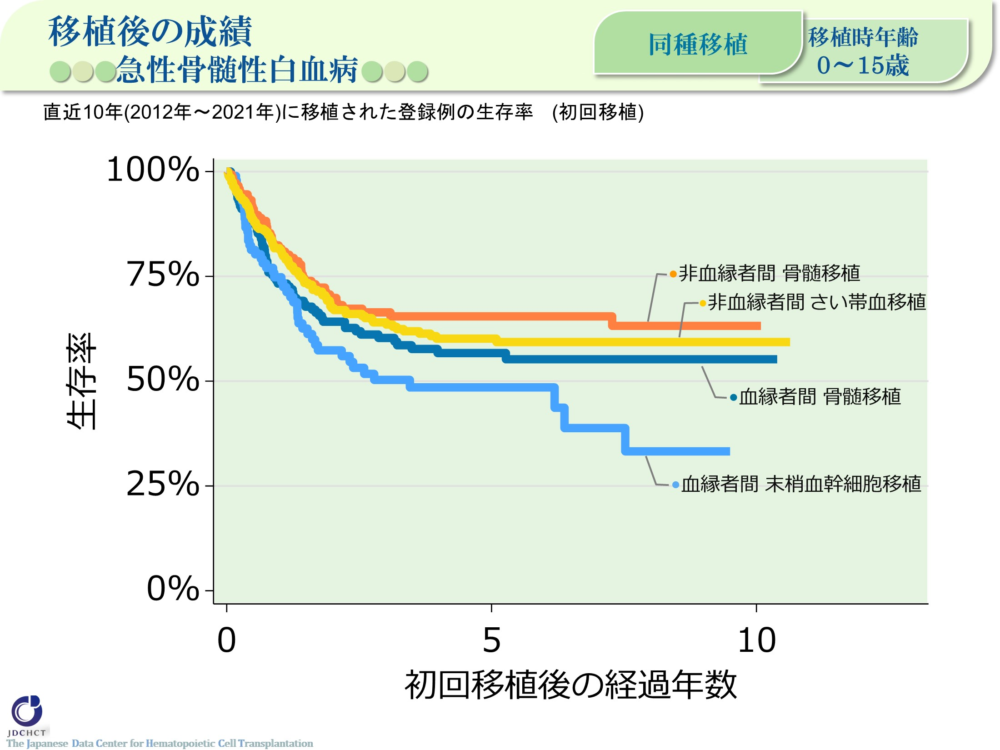 移植後の成績
急性骨髄性白血病
同種移植
移植時年齢
0～15歳
直近10年(2012年～2021年)に移植された登録例の生存率　(初回移植)
100%
75%
50%
25%
0%
生存率
非血縁者間 骨髄移植
非血縁者間 さい帯血移植
血縁者間 骨髄移植
血縁者間 末梢血幹細胞移植
0
5
10
初回移植後の経過年数
JDCHCT
The Japanese Data Center for Hematopoietic Cell Transplantation